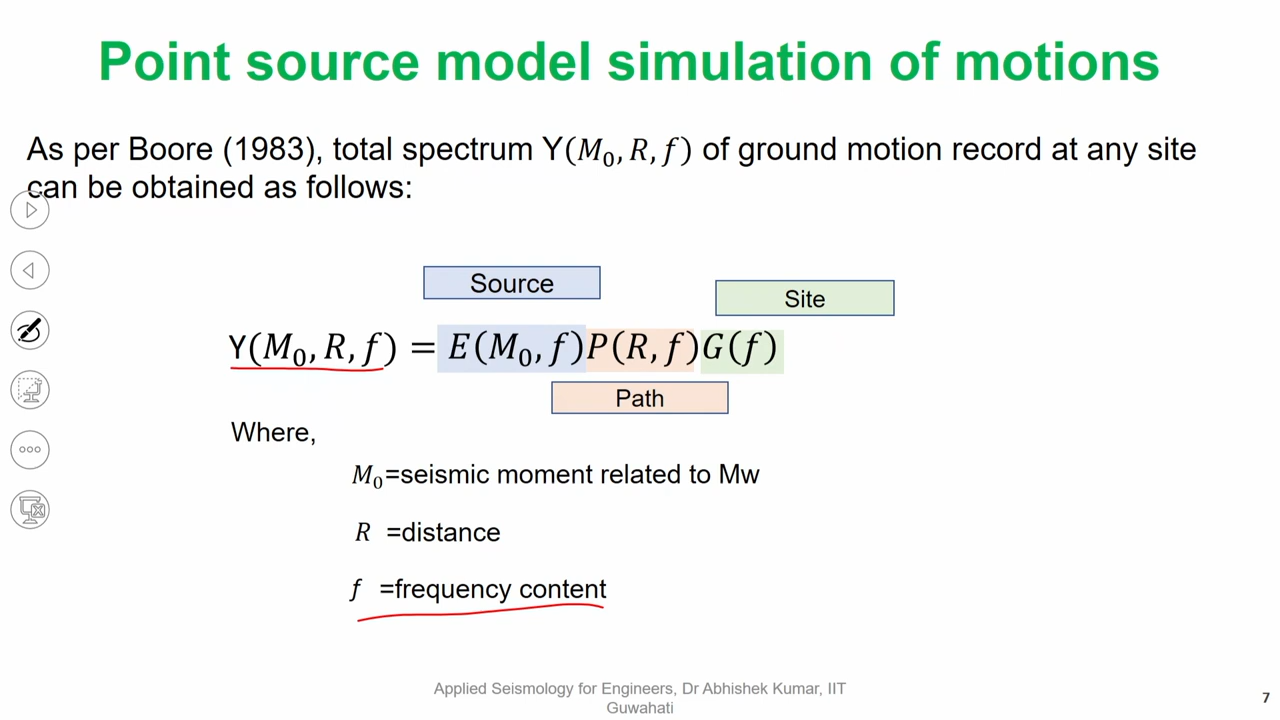 Point source model simulation of motions
As per Boore (1983), total spectrum Y(M₀, R, f) of ground motion record at any site
can be obtained as follows:
Source
Site
Y(M₀, R, f) = E(M₀, f)P(R, f)G(f)
Path
Where,
M₀=seismic moment related to Mw
R =distance
f =frequency content
Applied Seismology for Engineers, Dr Abhishek Kumar, IIT
Guwahati
7